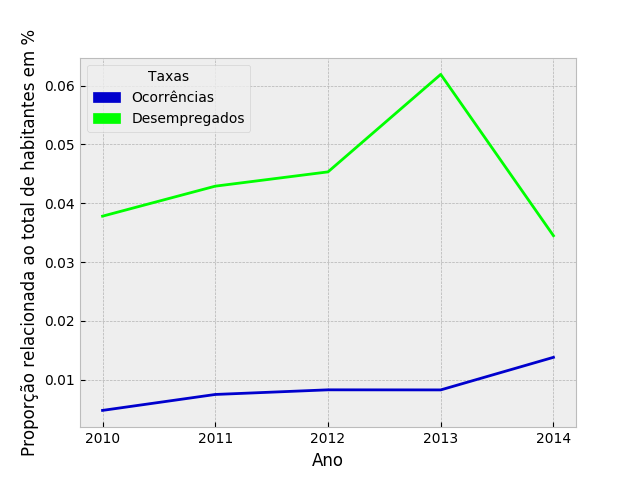 Proporção relacionada ao total de habitantes em %
Taxas
Ocorrências
Desempregados
0.06
0.05
0.04
0.03
0.02
0.01
2010 2011 2012 2013 2014
Ano